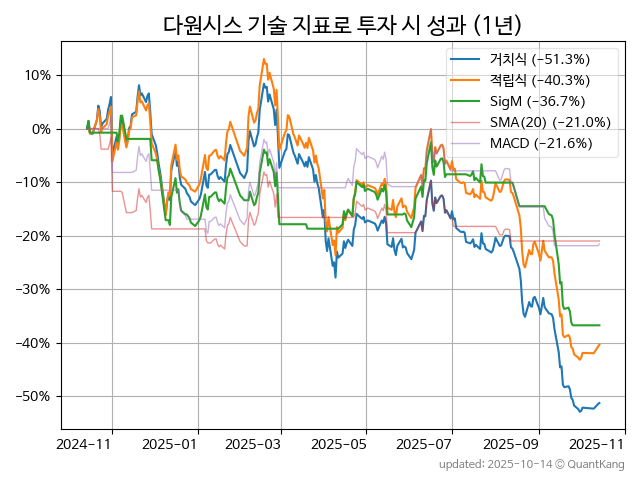 다원시스 기술 지표로 투자 시 성과 (1년)
거치식 (−51.3%)
적립식 (−40.3%)
SigM (−36.7%)
SMA(20) (−21.0%)
MACD (−21.6%)
10%
0%
−10%
−20%
−30%
−40%
−50%
2024-11
2025-01
2025-03
2025-05
2025-07
2025-09
2025-11
updated: 2025-10-14 © QuantKang